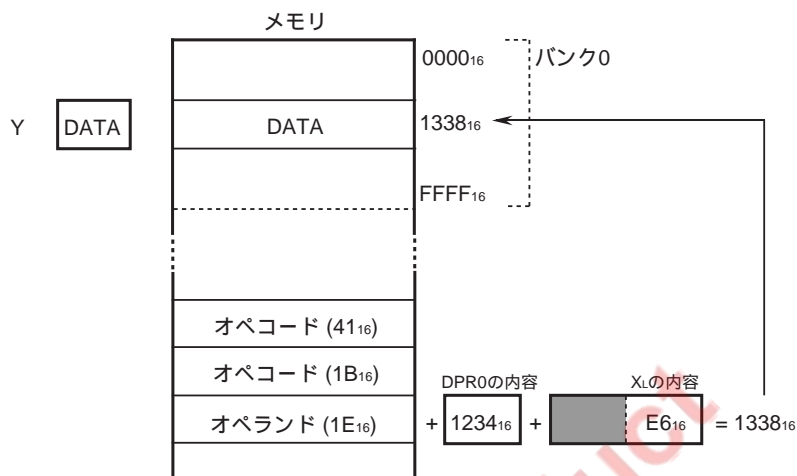 メモリ
0000₁₆ バンク0
Y DATA DATA 1338₁₆
FFFF₁₆
オペコード (41₁₆)
オペコード (1B₁₆)
DPR0の内容 XLの内容
オペランド (1E₁₆) + 1234₁₆ + E6₁₆ = 1338₁₆
uct